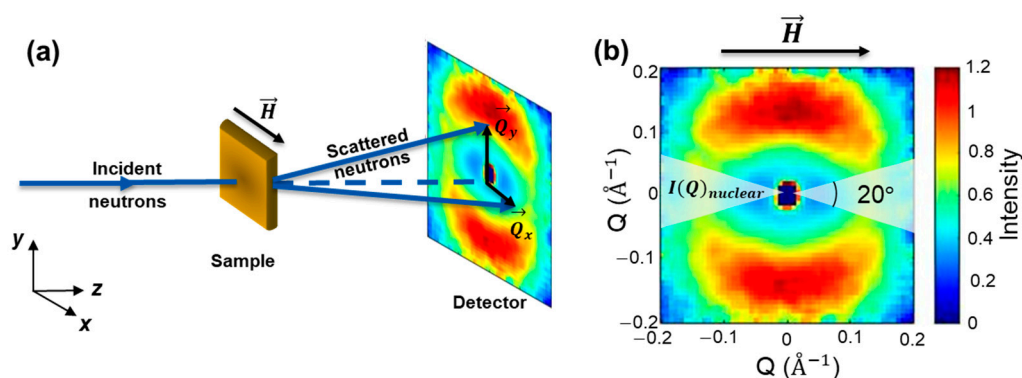 (a)
H
Incident
neutrons
Scattered
neutrons
Q_y
Q_x
Sample
Detector
y
z
x
(b)
H
0.2
0.1
0
−0.1
−0.2
Q (Å⁻¹)
I(Q)nuclear
20°
−0.2 −0.1 0 0.1 0.2
Q (Å⁻¹)
1.2
1.0
0.8
0.6
0.4
0.2
0
Intensity